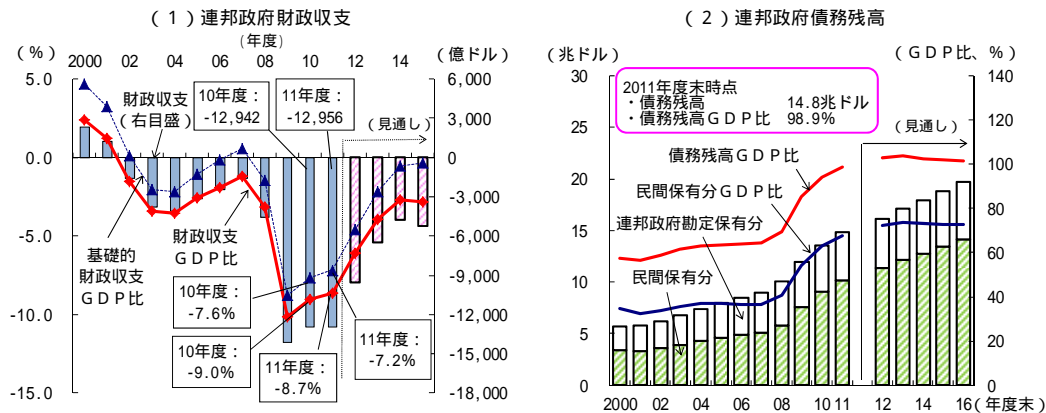 （１）連邦政府財政収支
（％）
（年度）
（億ドル）
2000 02 04 06 08 10 12 14
5.0
0.0
-5.0
-10.0
-15.0
6,000
3,000
0
-3,000
-6,000
-9,000
-12,000
-15,000
-18,000
財政収支
（右目盛）
10年度：
-12,942
11年度：
-12,956
（見通し）
基礎的
財政収支
ＧＤＰ比
財政収支
ＧＤＰ比
10年度：
-7.6%
10年度：
-9.0%
11年度：
-8.7%
11年度：
-7.2%
（２）連邦政府債務残高
（兆ドル）
（ＧＤＰ比、％）
30
25
20
15
10
5
0
140
120
100
80
60
40
20
0
2011年度末時点
・債務残高 14.8兆ドル
・債務残高ＧＤＰ比 98.9%
（見通し）
債務残高ＧＤＰ比
民間保有分ＧＤＰ比
連邦政府勘定保有分
民間保有分
2000 02 04 06 08 10 11 12 14 16
（年度末）